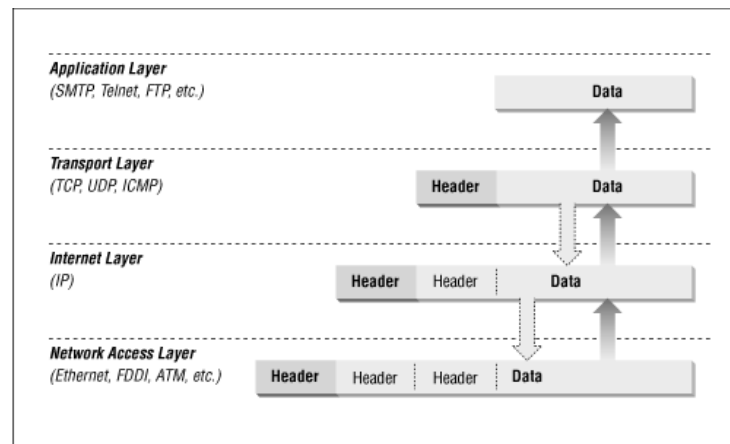 Application Layer
(SMTP, Telnet, FTP, etc.)
Data
Transport Layer
(TCP, UDP, ICMP)
Header Data
Internet Layer
(IP)
Header Header Data
Network Access Layer
(Ethernet, FDDI, ATM, etc.)
Header Header Header Data